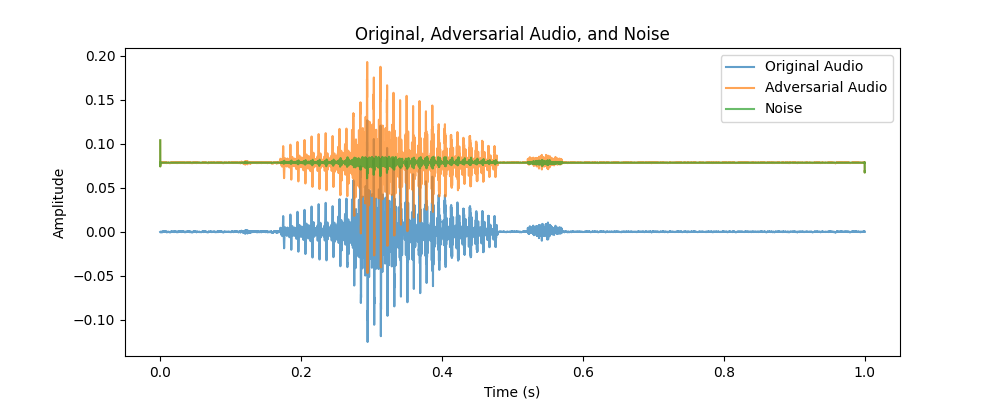 Original, Adversarial Audio, and Noise
0.20
0.15
0.10
0.05
0.00
−0.05
−0.10
Amplitude
Original Audio
Adversarial Audio
Noise
0.0 0.2 0.4 0.6 0.8 1.0
Time (s)